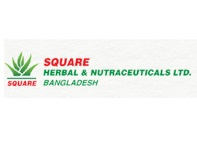 SQUARE
SQUARE
HERBAL & NUTRACEUTICALS LTD.
BANGLADESH